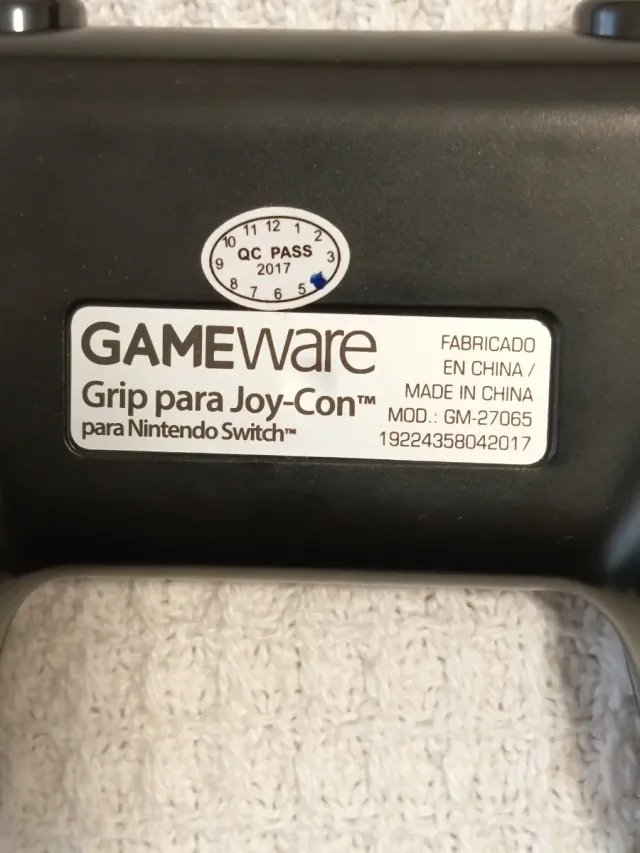 11 12 1
10 2
QC PASS
9 3
2017
8 7 6 5
GAMEWare
Grip para Joy-Con™
para Nintendo Switch™
FABRICADO
EN CHINA /
MADE IN CHINA
MOD.: GM-27065
19224358042017